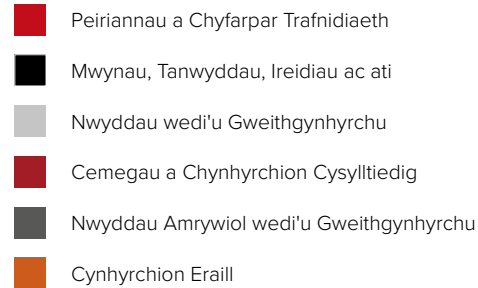 Peiriannau a Chyfarpar Trafnidiaeth
Mwynau, Tanwyddau, Ireidiau ac ati
Nwyddau wedi'u Gweithgynhyrchu
Cemegau a Chynhyrchion Cysylltiedig
Nwyddau Amrywiol wedi'u Gweithgynhyrchu
Cynhyrchion Eraill